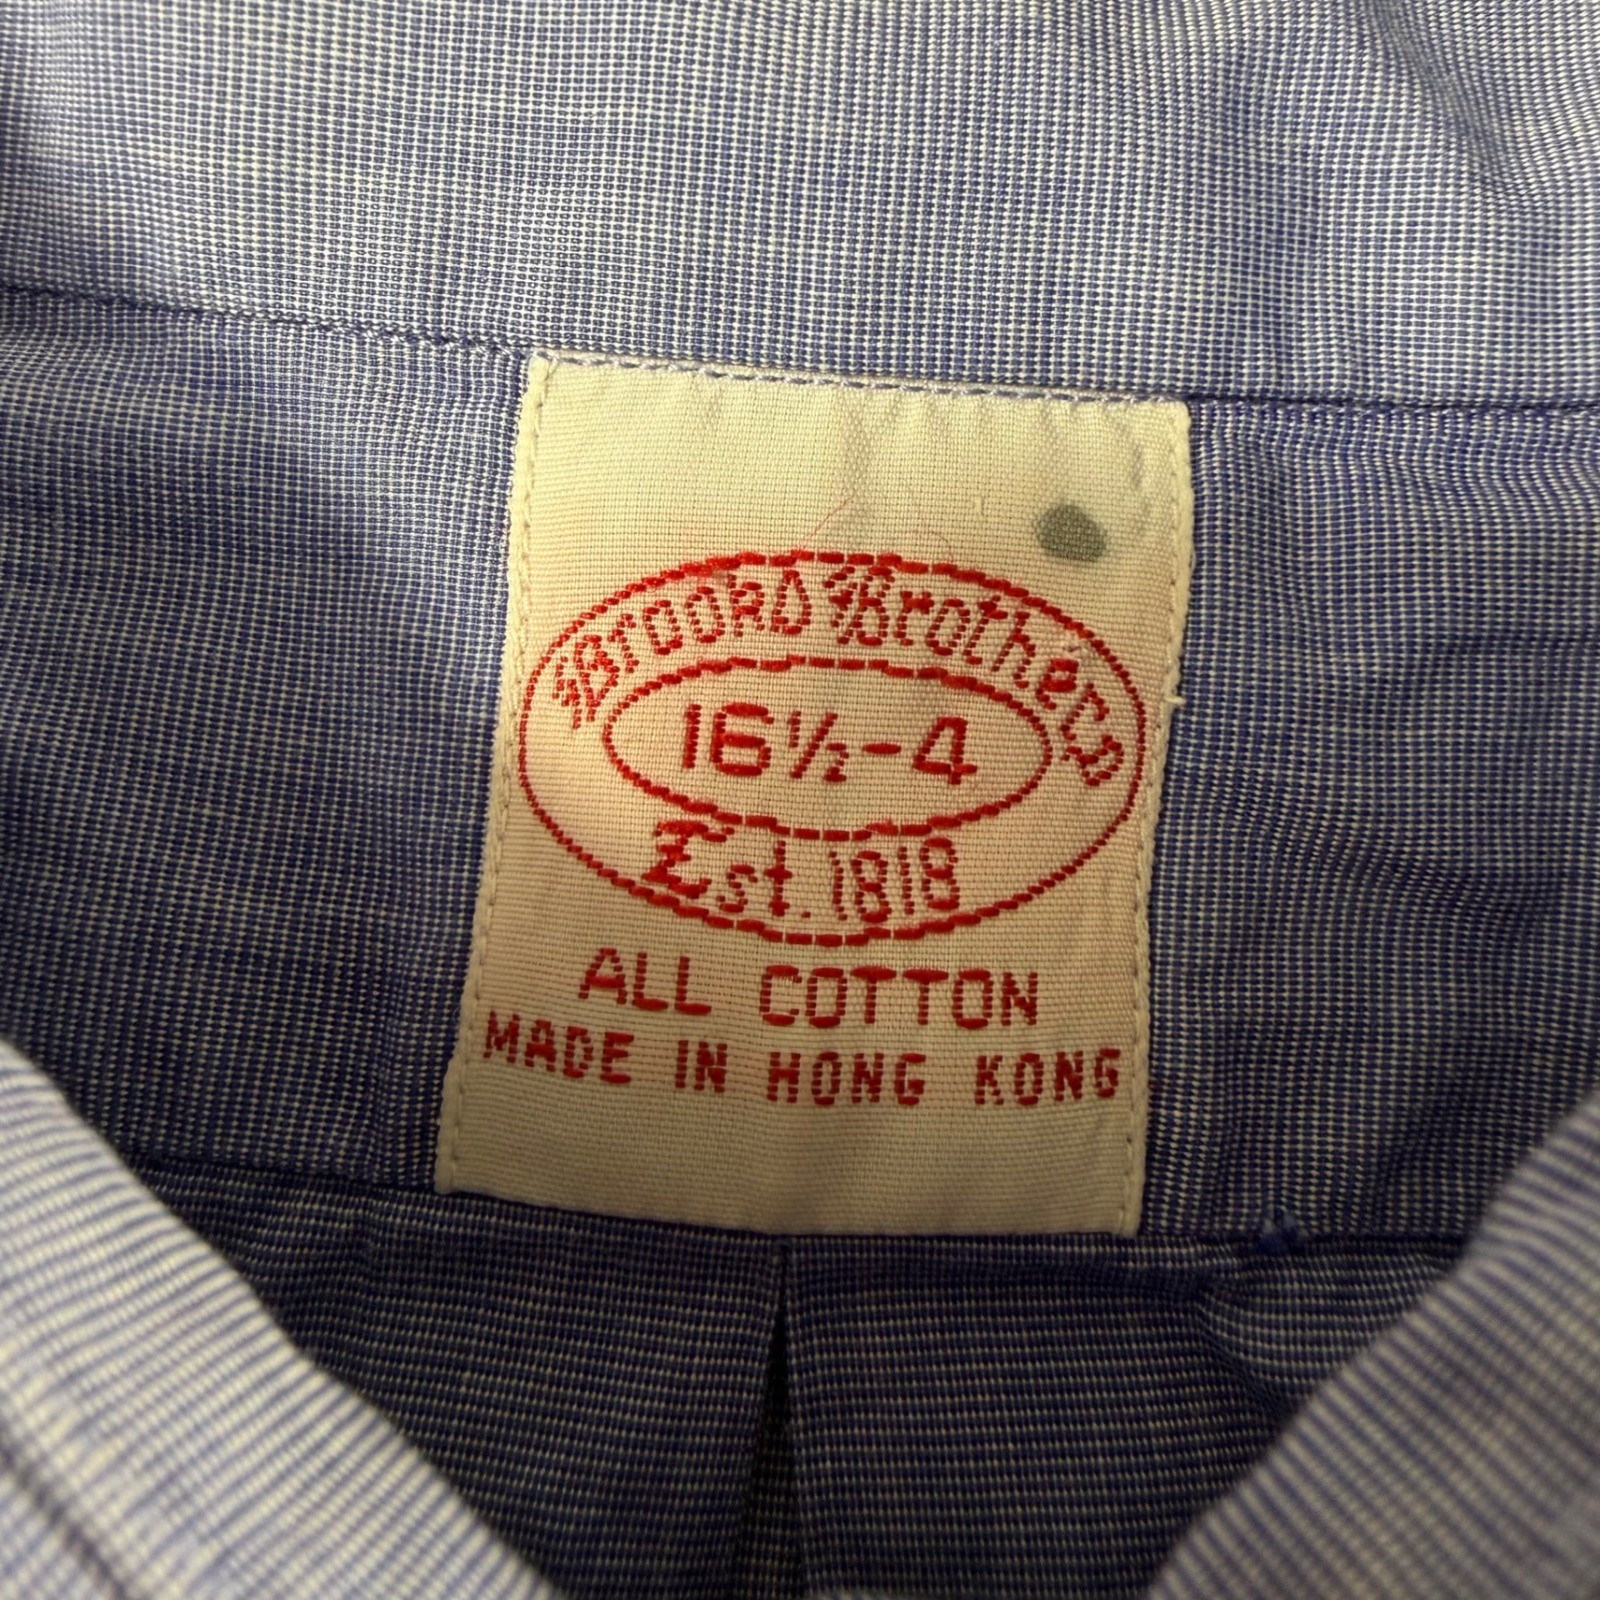 Brooks Brothers
16½-4
Est. 1818
ALL COTTON
MADE IN HONG KONG